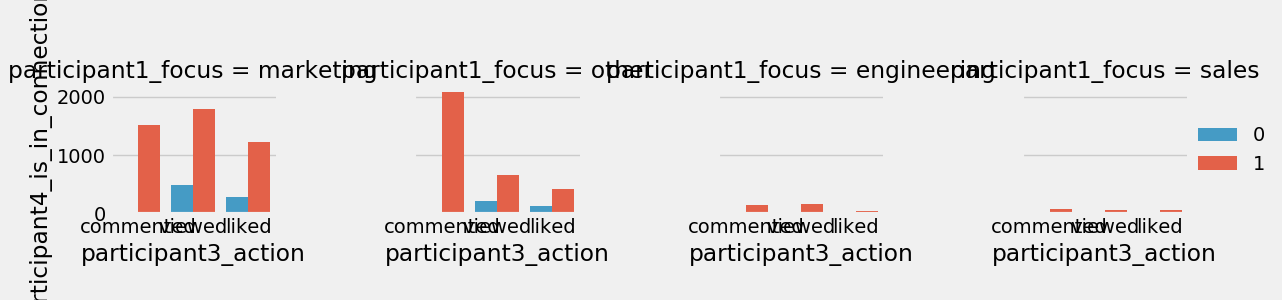 participant1_focus = marketing
participant1_focus = other
participant1_focus = engineering
participant1_focus = sales
2000
1000
0
commented viewed liked
commented viewed liked
commented viewed liked
commented viewed liked
participant3_action
participant3_action
participant3_action
participant3_action
rticipant4_is_in_connection
0
1